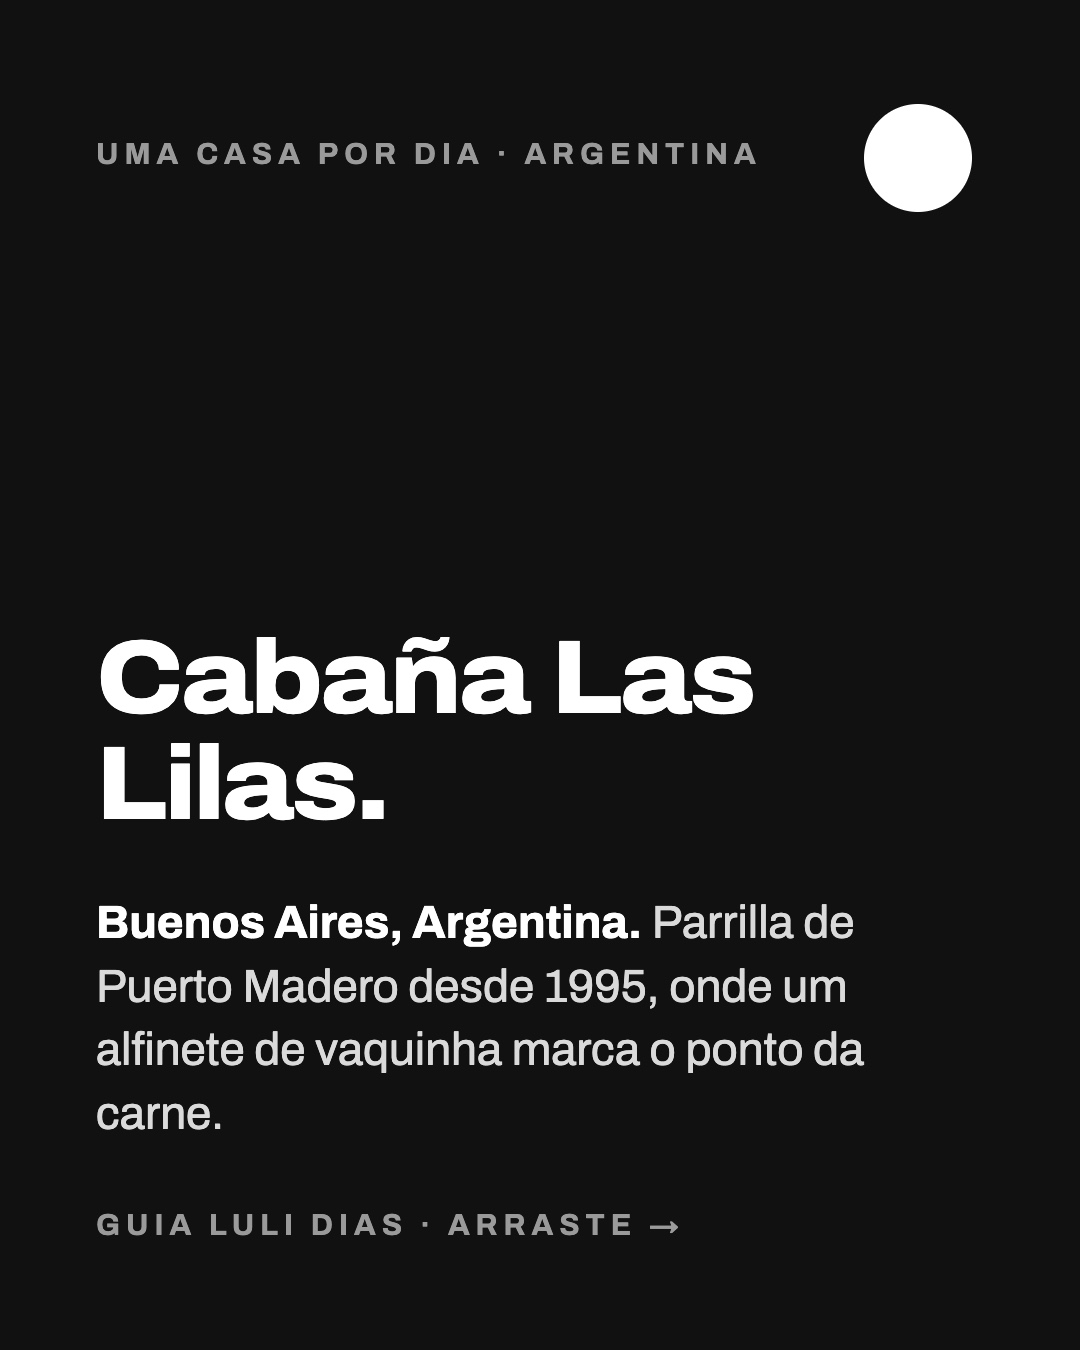 UMA CASA POR DIA · ARGENTINA
Cabaña Las
Lilas.
Buenos Aires, Argentina. Parrilla de
Puerto Madero desde 1995, onde um
alfinete de vaquinha marca o ponto da
carne.
GUIA LULI DIAS · ARRASTE →